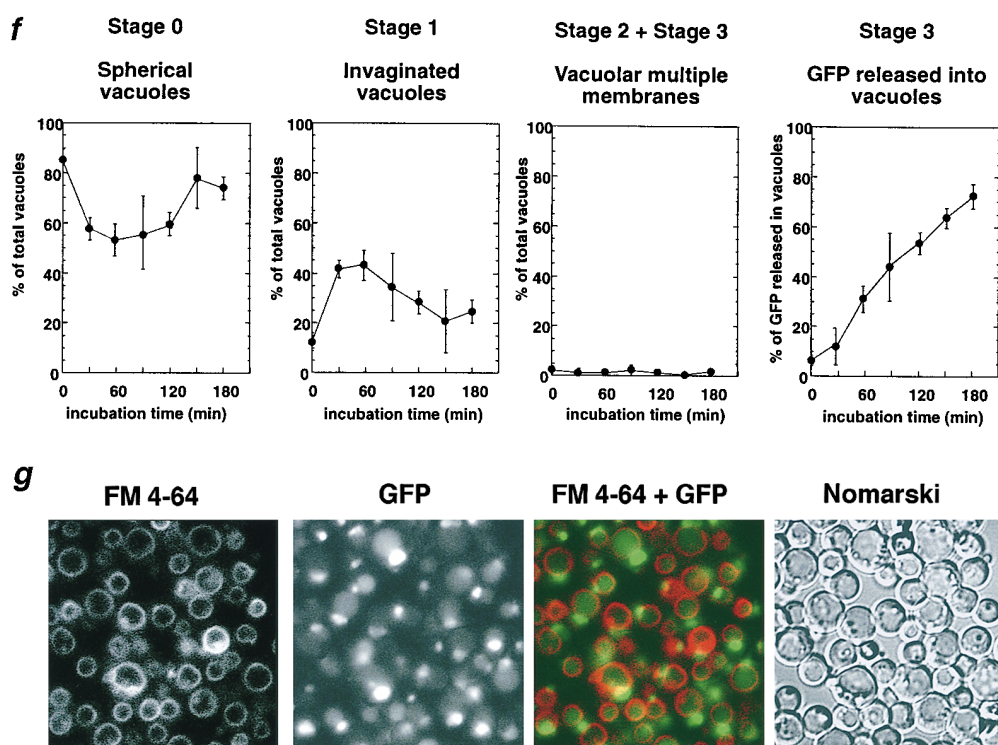 f
Stage 0
Spherical
vacuoles
% of total vacuoles
100
80
60
40
20
0
0 60 120 180
incubation time (min)
Stage 1
Invaginated
vacuoles
% of total vacuoles
100
80
60
40
20
0
0 60 120 180
incubation time (min)
Stage 2 + Stage 3
Vacuolar multiple
membranes
% of total vacuoles
100
80
60
40
20
0
0 60 120 180
incubation time (min)
Stage 3
GFP released into
vacuoles
% of GFP released in vacuoles
100
80
60
40
20
0
0 60 120 180
incubation time (min)
g
FM 4-64
GFP
FM 4-64 + GFP
Nomarski